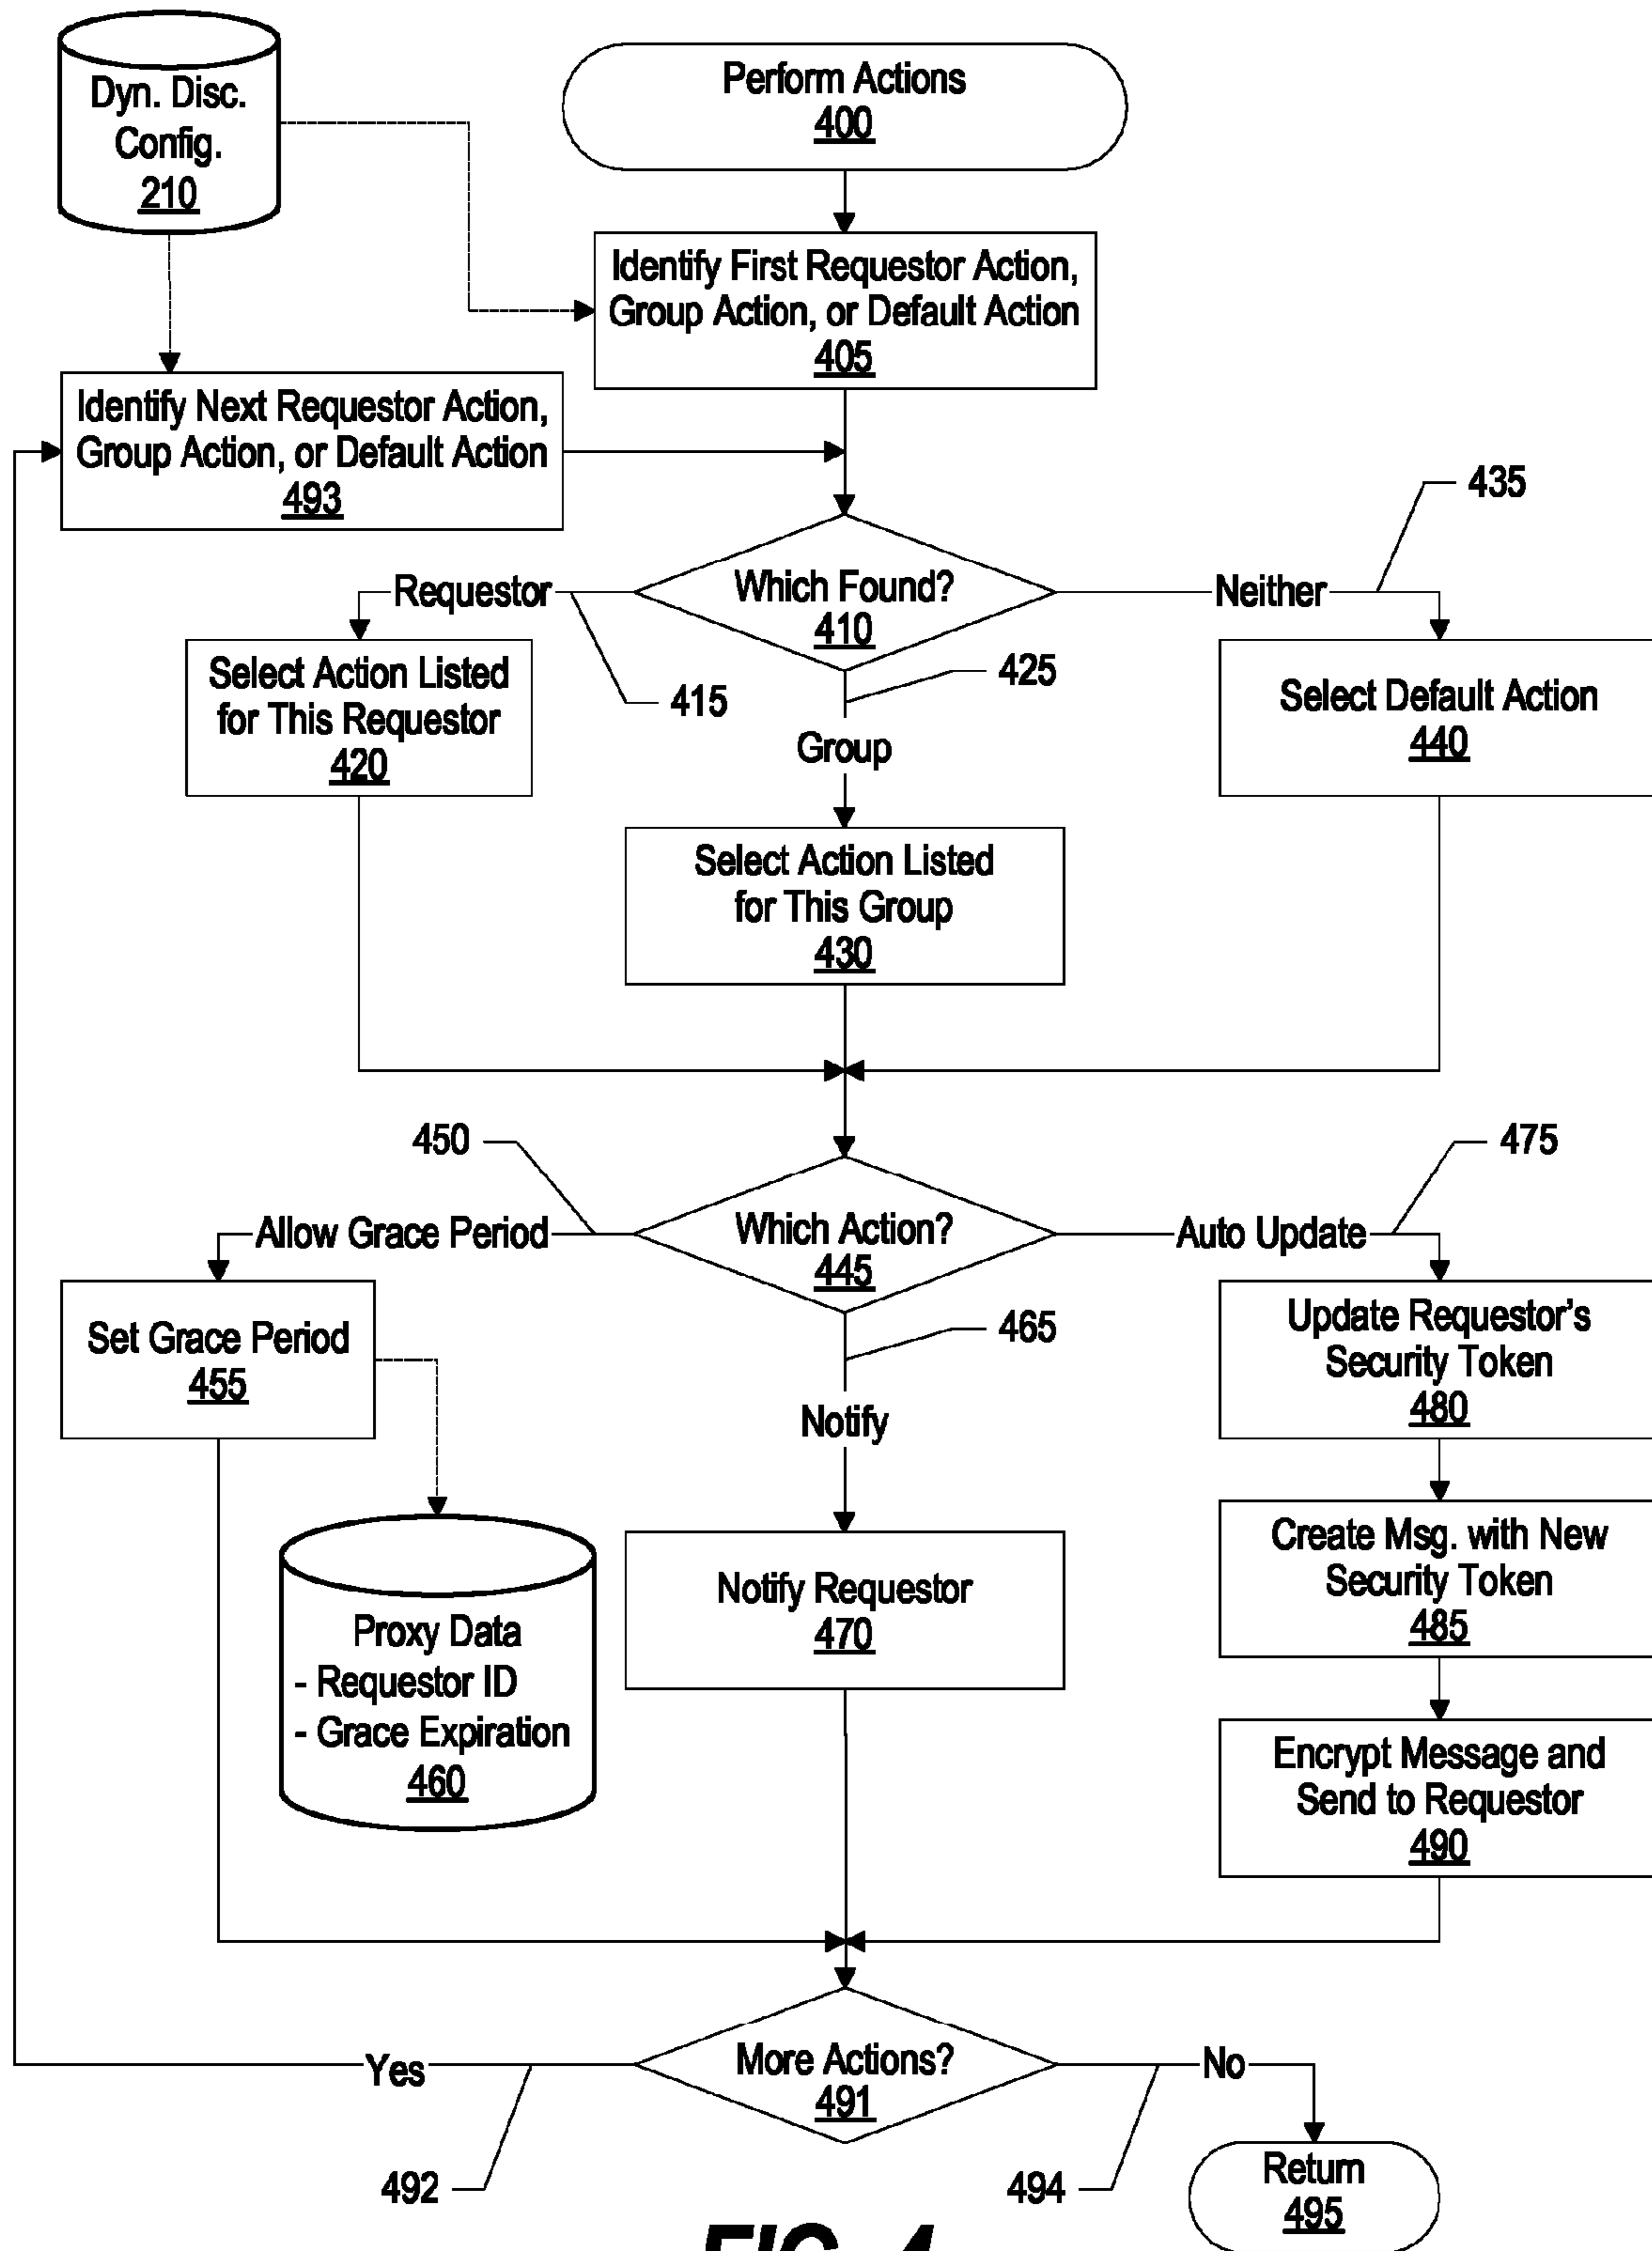 Dyn. Disc.
Config.
210
Perform Actions
400
Identify First Requestor Action,
Group Action, or Default Action
405
Identify Next Requestor Action,
Group Action, or Default Action
493
435
Requestor
Which Found?
410
Neither
415
425
Select Action Listed
for This Requestor
420
Group
Select Default Action
440
Select Action Listed
for This Group
430
450
475
Allow Grace Period
Which Action?
445
Auto Update
465
Set Grace Period
455
Notify
Update Requestor's
Security Token
480
Create Msg. with New
Security Token
485
Notify Requestor
470
Proxy Data
- Requestor ID
- Grace Expiration
460
Encrypt Message and
Send to Requestor
490
Yes
More Actions?
491
No
492
494
Return
495
FIG. 4